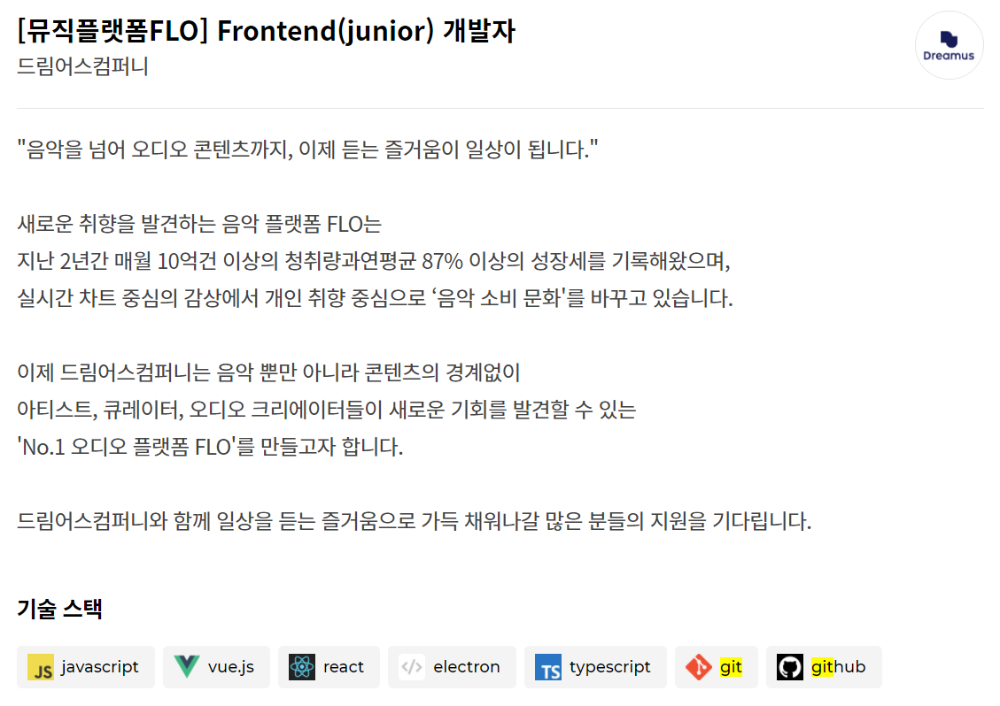 [뮤직플랫폼FLO] Frontend(junior) 개발자
드림어스컴퍼니
Dreamus
"음악을 넘어 오디오 콘텐츠까지, 이제 듣는 즐거움이 일상이 됩니다."
새로운 취향을 발견하는 음악 플랫폼 FLO는
지난 2년간 매월 10억건 이상의 청취량과연평균 87% 이상의 성장세를 기록해왔으며,
실시간 차트 중심의 감상에서 개인 취향 중심으로 ‘음악 소비 문화'를 바꾸고 있습니다.
이제 드림어스컴퍼니는 음악 뿐만 아니라 콘텐츠의 경계없이
아티스트, 큐레이터, 오디오 크리에이터들이 새로운 기회를 발견할 수 있는
'No.1 오디오 플랫폼 FLO'를 만들고자 합니다.
드림어스컴퍼니와 함께 일상을 듣는 즐거움으로 가득 채워나갈 많은 분들의 지원을 기다립니다.
기술 스택
JS javascript vue.js react </> electron TS typescript git github